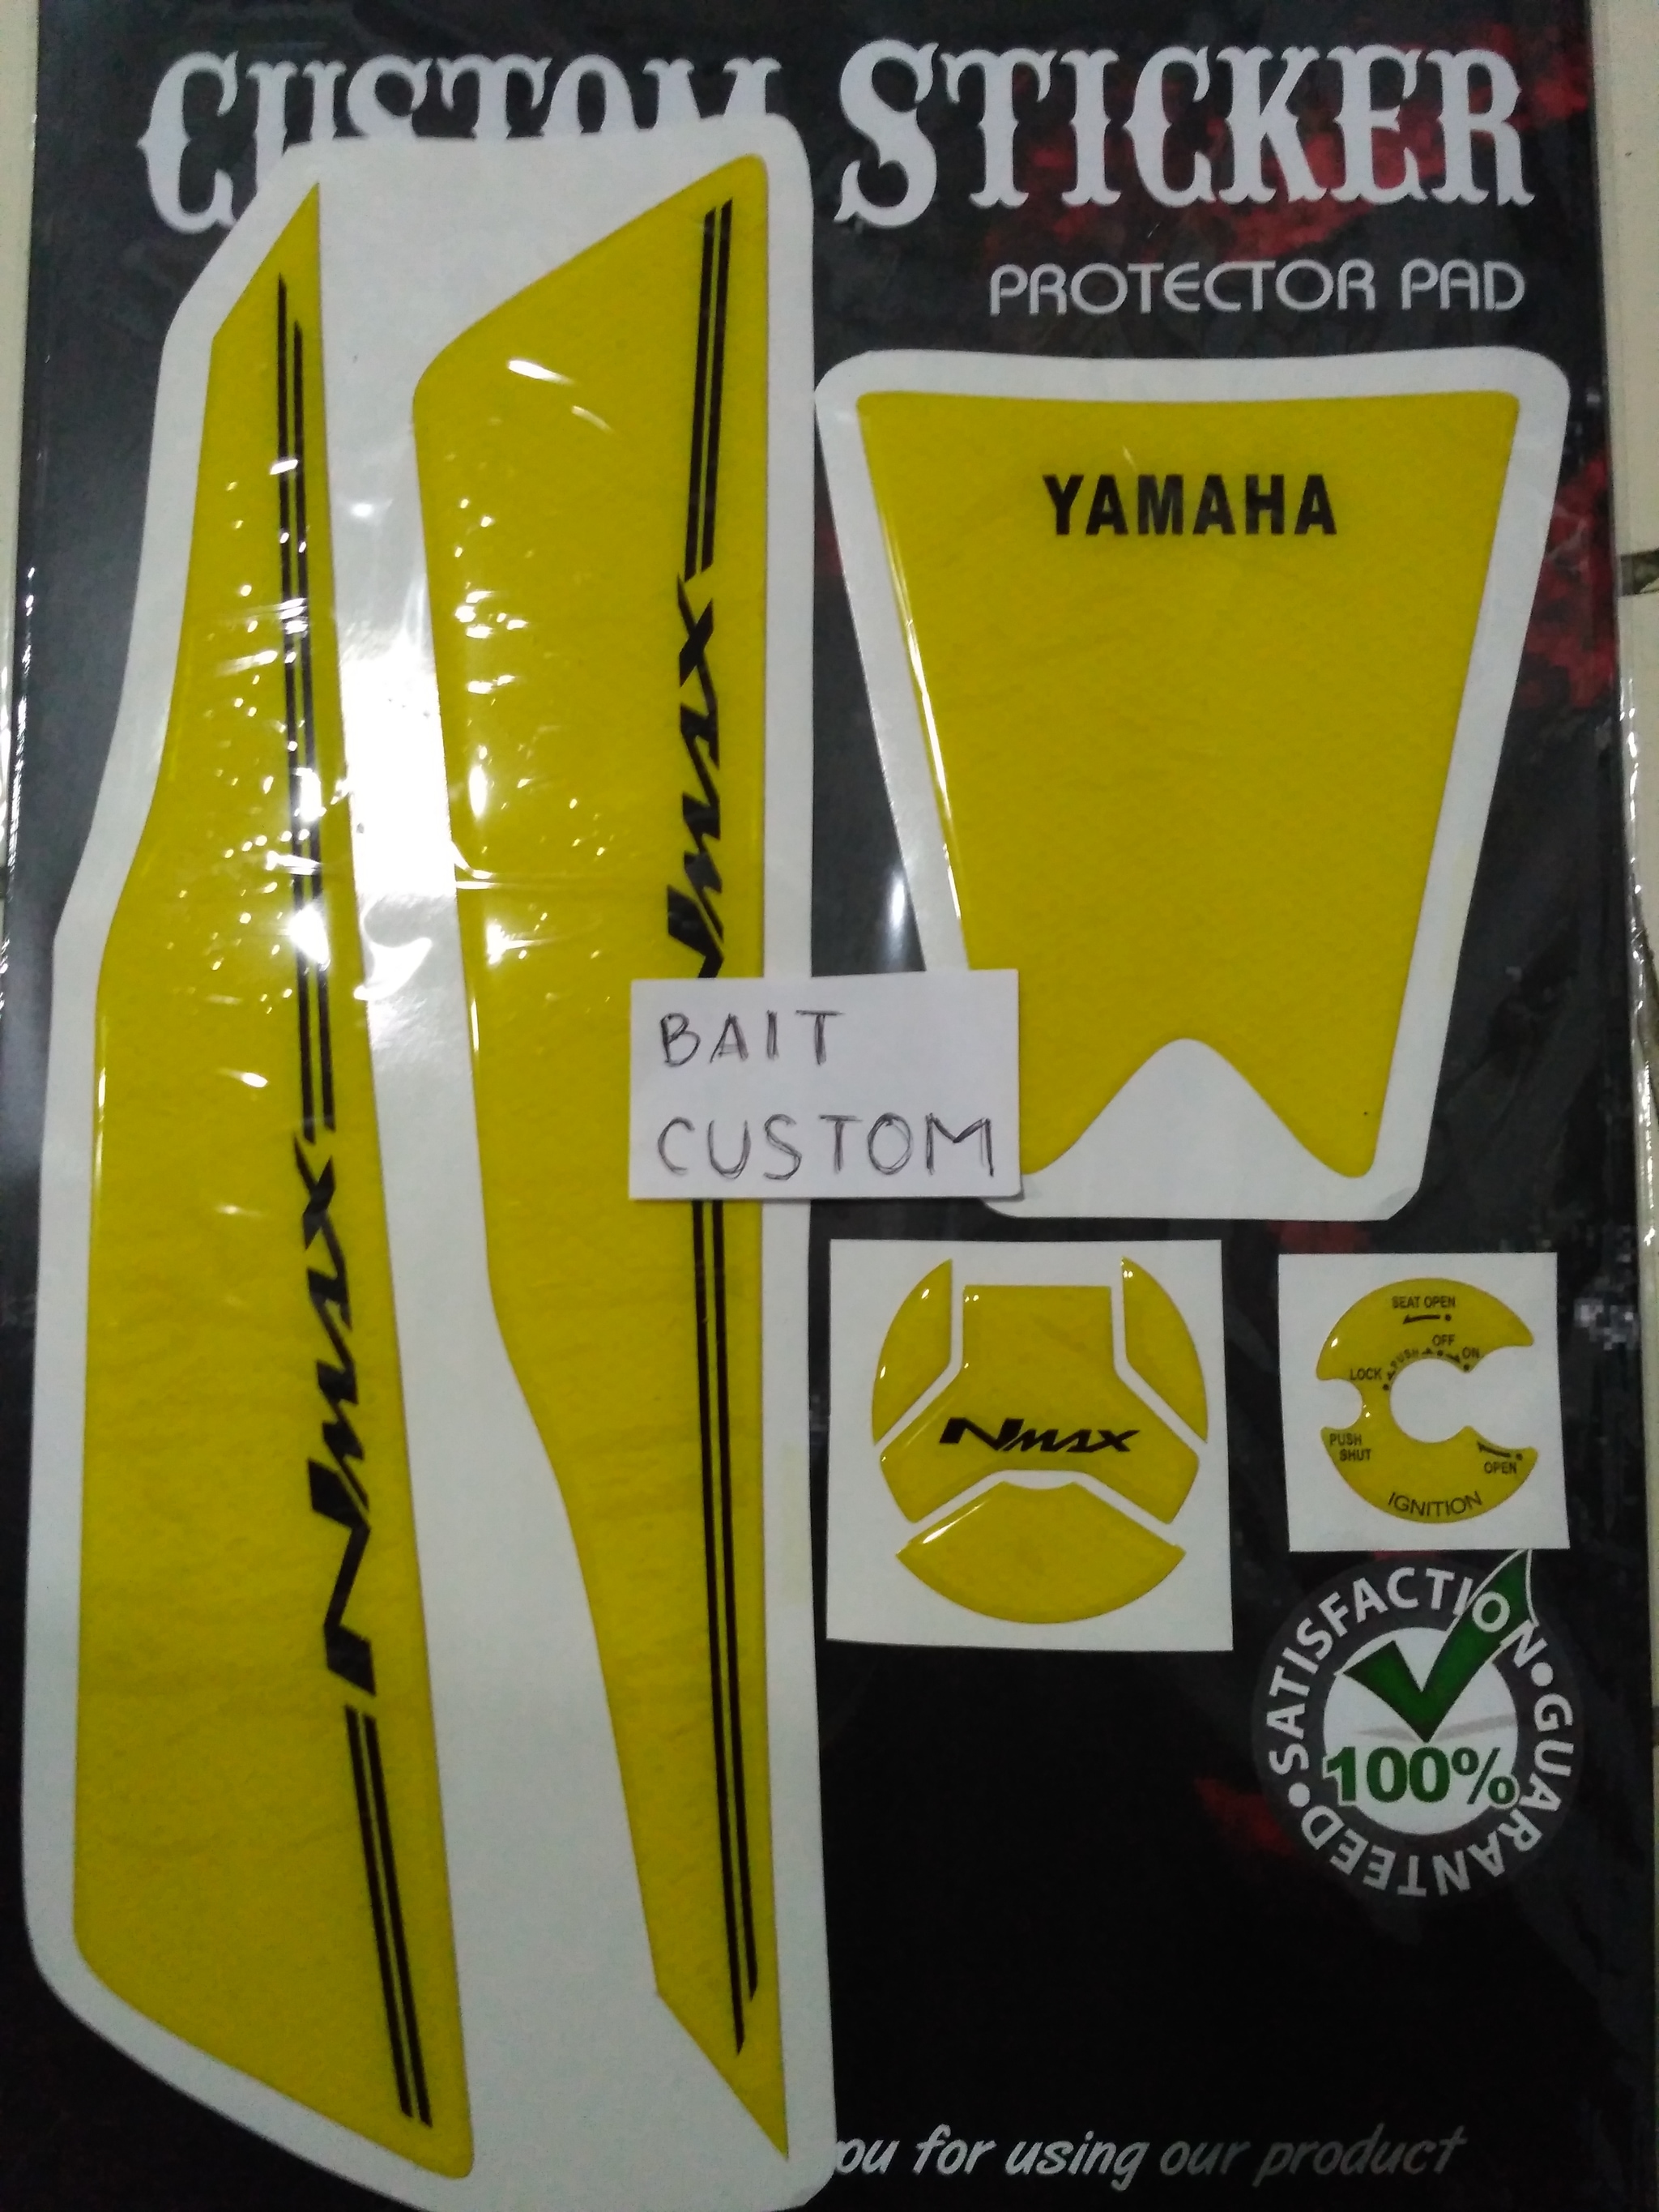 CUSTOM STICKER
PROTECTOR PAD
YAMAHA
NMAX
NMAX
BAIT
CUSTOM
NMAX
SEAT OPEN
OFF
PUSH
ON
LOCK
PUSH
SHUT
OPEN
IGNITION
SATISFACTION • GUARANTEED •
100%
for using our product